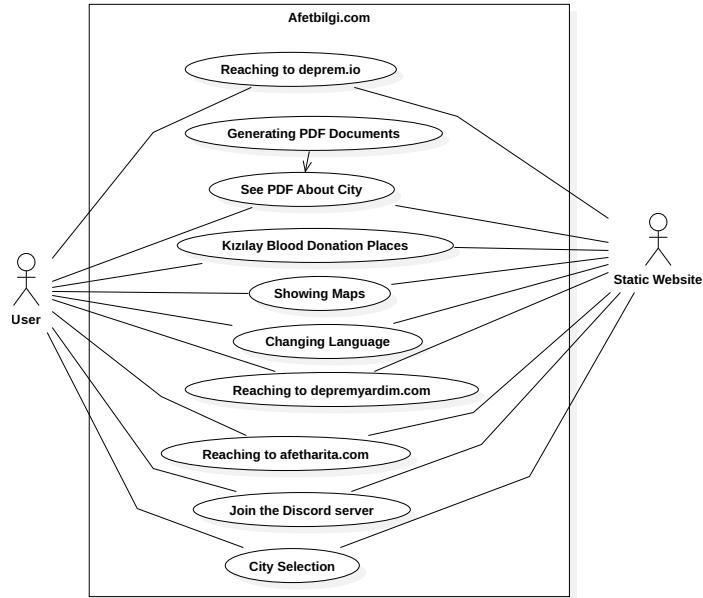 Afetbilgi.com
Reaching to deprem.io
Generating PDF Documents
See PDF About City
Kızılay Blood Donation Places
Showing Maps
Changing Language
Reaching to depremyardim.com
Reaching to afetharita.com
Join the Discord server
City Selection
User
Static Website